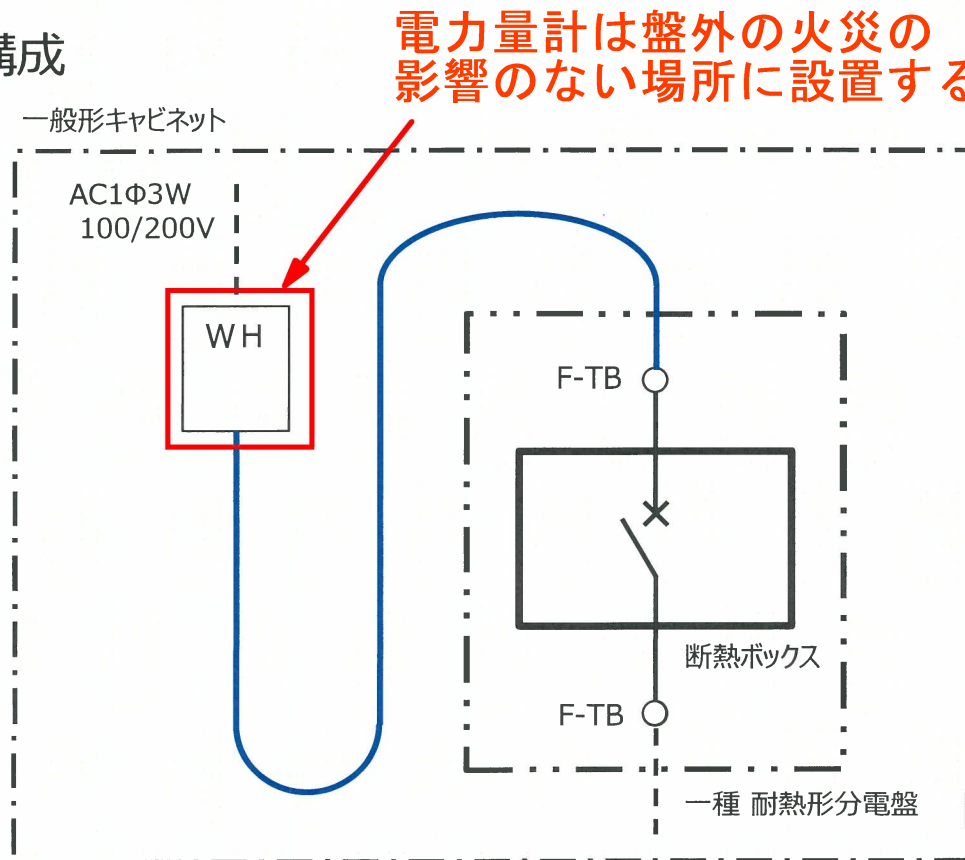 電力量計は盤外の火災の
影響のない場所に設置する
構成
一般形キャビネット
AC1Φ3W
100/200V
WH
F-TB
断熱ボックス
F-TB
一種 耐熱形分電盤